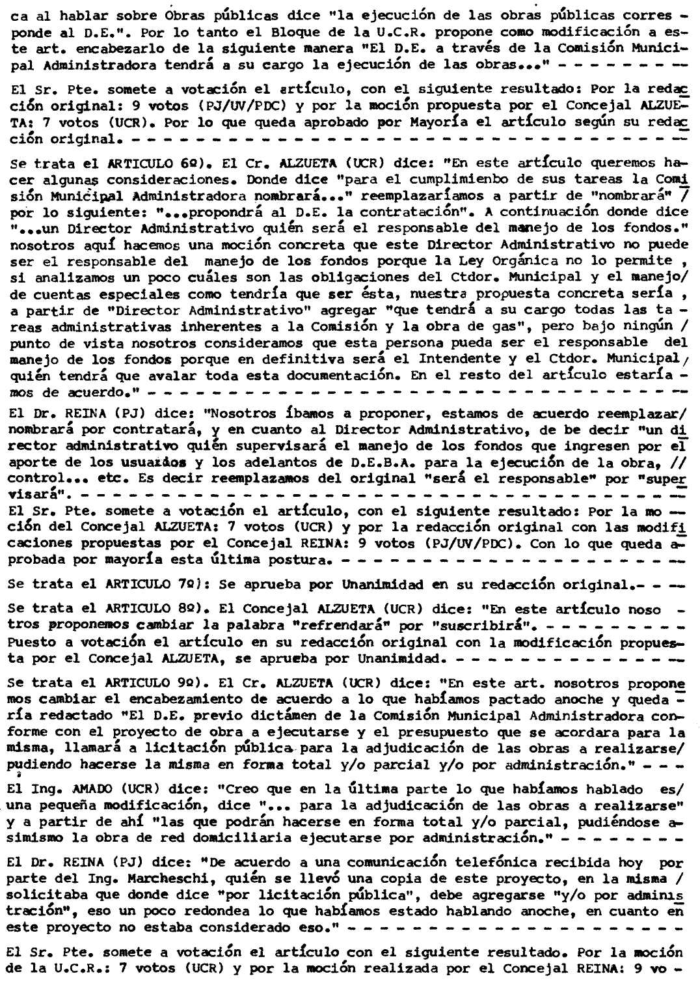 ca al hablar sobre Obras públicas dice "la ejecución de las obras públicas corres -
ponde al D.E.". Por lo tanto el Bloque de la U.C.R. propone como modificación a es-
te art. encabezarlo de la siguiente manera "El D.E. a través de la Comisión Munici-
pal Administradora tendrá a su cargo la ejecución de las obras..." - - - - - - - - -
El Sr. Pte. somete a votación el artículo, con el siguiente resultado: Por la redac
ción original: 9 votos (PJ/UV/PDC) y por la moción propuesta por el Concejal ALZUE-
TA: 7 votos (UCR). Por lo que queda aprobado por Mayoría el artículo según su redac
ción original. - - - - - - - - - - - - - - - - - - - - - - - - - - - - - - - - - -
Se trata el ARTICULO 6º). El Cr. ALZUETA (UCR) dice: "En este artículo queremos ha-
cer algunas consideraciones. Donde dice "para el cumplimienbo de sus tareas la Comi
sión Municipal Administradora nombrará..." reemplazaríamos a partir de "nombrará" /
por lo siguiente: "...propondrá al D.E. la contratación". A continuación donde dice
"...un Director Administrativo quién será el responsable del manejo de los fondos."
nosotros aquí hacemos una moción concreta que este Director Administrativo no puede
ser el responsable del manejo de los fondos porque la Ley Orgánica no lo permite ,
si analizamos un poco cuáles son las obligaciones del Ctdor. Municipal y el manejo/
de cuentas especiales como tendría que ser ésta, nuestra propuesta concreta sería ,
a partir de "Director Administrativo" agregar "que tendrá a su cargo todas las ta -
reas administrativas inherentes a la Comisión y la obra de gas", pero bajo ningún /
punto de vista nosotros consideramos que esta persona pueda ser el responsable del
manejo de los fondos porque en definitiva será el Intendente y el Ctdor. Municipal/
quién tendrá que avalar toda esta documentación. En el resto del artículo estaría -
mos de acuerdo." - - - - - - - - - - - - - - - - - - - - - - - - - - - - - - - - -
El Dr. REINA (PJ) dice: "Nosotros íbamos a proponer, estamos de acuerdo reemplazar/
nombrará por contratará, y en cuanto al Director Administrativo, de be decir "un di
rector administrativo quién supervisará el manejo de los fondos que ingresen por el
aporte de los usuarios y los adelantos de D.E.B.A. para la ejecución de la obra, //
control... etc. Es decir reemplazamos del original "será el responsable" por "super
visará". - - - - - - - - - - - - - - - - - - - - - - - - - - - - - - - - - - - - -
El Sr. Pte. somete a votación el artículo, con el siguiente resultado: Por la mo --
ción del Concejal ALZUETA: 7 votos (UCR) y por la redacción original con las modifi
caciones propuestas por el Concejal REINA: 9 votos (PJ/UV/PDC). Con lo que queda a-
probada por mayoría esta última postura. - - - - - - - - - - - - - - - - - - - - - -
Se trata el ARTICULO 7º): Se aprueba por Unanimidad en su redacción original.- - - -
Se trata el ARTICULO 8º). El Concejal ALZUETA (UCR) dice: "En este artículo noso -
tros proponemos cambiar la palabra "refrendará" por "suscribirá". - - - - - - - - -
Puesto a votación el artículo en su redacción original con la modificación propues-
ta por el Concejal ALZUETA, se aprueba por Unanimidad. - - - - - - - - - - - - - - -
Se trata el ARTICULO 9º). El Cr. ALZUETA (UCR) dice: "En este art. nosotros propone
mos cambiar el encabezamiento de acuerdo a lo que habíamos pactado anoche y queda -
ría redactado "El D.E. previo dictámen de la Comisión Municipal Administradora con-
forme con el proyecto de obra a ejecutarse y el presupuesto que se acordara para la
misma, llamará a licitación pública para la adjudicación de las obras a realizarse/
pudiendo hacerse la misma en forma total y/o parcial y/o por administración." - - -
El Ing. AMADO (UCR) dice: "Creo que en la última parte lo que habíamos hablado es/
una pequeña modificación, dice "... para la adjudicación de las obras a realizarse"
y a partir de ahí "las que podrán hacerse en forma total y/o parcial, pudiéndose a-
simismo la obra de red domiciliaria ejecutarse por administración." - - - - - - - -
El Dr. REINA (PJ) dice: "De acuerdo a una comunicación telefónica recibida hoy por
parte del Ing. Marcheschi, quién se llevó una copia de este proyecto, en la misma /
solicitaba que donde dice "por licitación pública", debe agregarse "y/o por adminis
tración", eso un poco redondea lo que habíamos estado hablando anoche, en cuanto en
este proyecto no estaba considerado eso." - - - - - - - - - - - - - - - - - - - - -
El Sr. Pte. somete a votación el artículo con el siguiente resultado. Por la moción
de la U.C.R.: 7 votos (UCR) y por la moción realizada por el Concejal REINA: 9 vo -